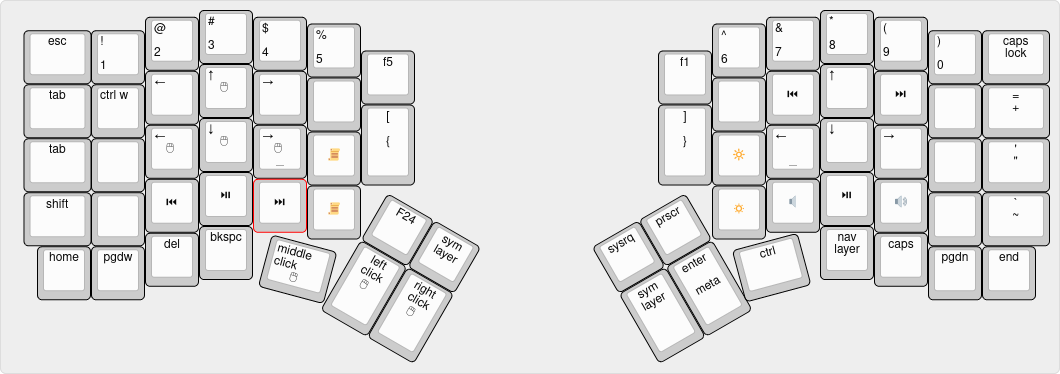 esc
!
1
@
2
#
3
$
4
%
5
f5
tab
ctrl w
←
↑
→
[
{
tab
←
↓
→
_
shift
⏮
⏯
⏭
home
pgdw
del
bkspc
middle
click
F24
sym
layer
left
click
right
click
f1
^
6
&
7
*
8
(
9
)
0
caps
lock
]
}
⏮
↑
⏭
=
+
←
_
↓
→
'
"
⏯
`
~
sysrq
prscr
sym
layer
enter
meta
ctrl
nav
layer
caps
pgdn
end